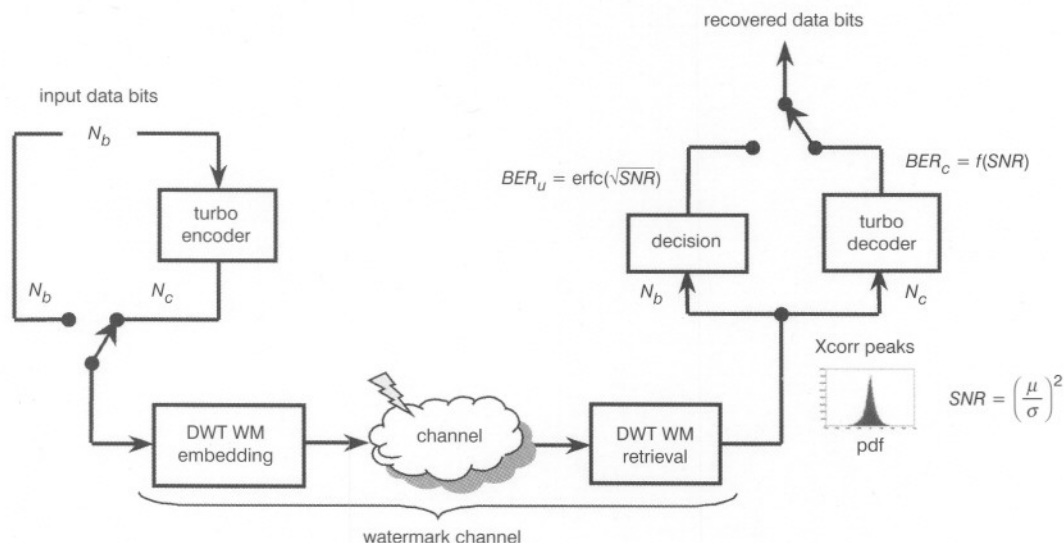 recovered data bits
input data bits
N_b
BER_u = erfc(√SNR)
BER_c = f(SNR)
turbo
encoder
decision
turbo
decoder
N_b
N_c
N_b
N_c
Xcorr peaks
SNR = (μ/σ)²
pdf
DWT WM
embedding
channel
DWT WM
retrieval
watermark channel